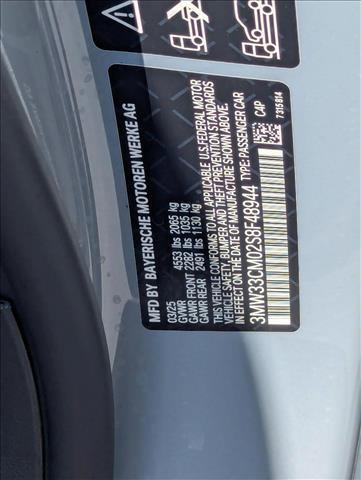 MFD BY BAYERISCHE MOTOREN WERKE AG
03/25
GVWR 4553 lbs 2065 kg
GAWR FRONT 2282 lbs 1035 kg
GAWR REAR 2491 lbs 1130 kg
THIS VEHICLE CONFORMS TO ALL APPLICABLE U.S.FEDERAL MOTOR
VEHICLE SAFETY, BUMPER AND THEFT PREVENTION STANDARDS
IN EFFECT ON THE DATE OF MANUFACTURE SHOWN ABOVE.
3MW33CM02S8F48944 TYPE: PASSENGER CAR
C4P
7315814